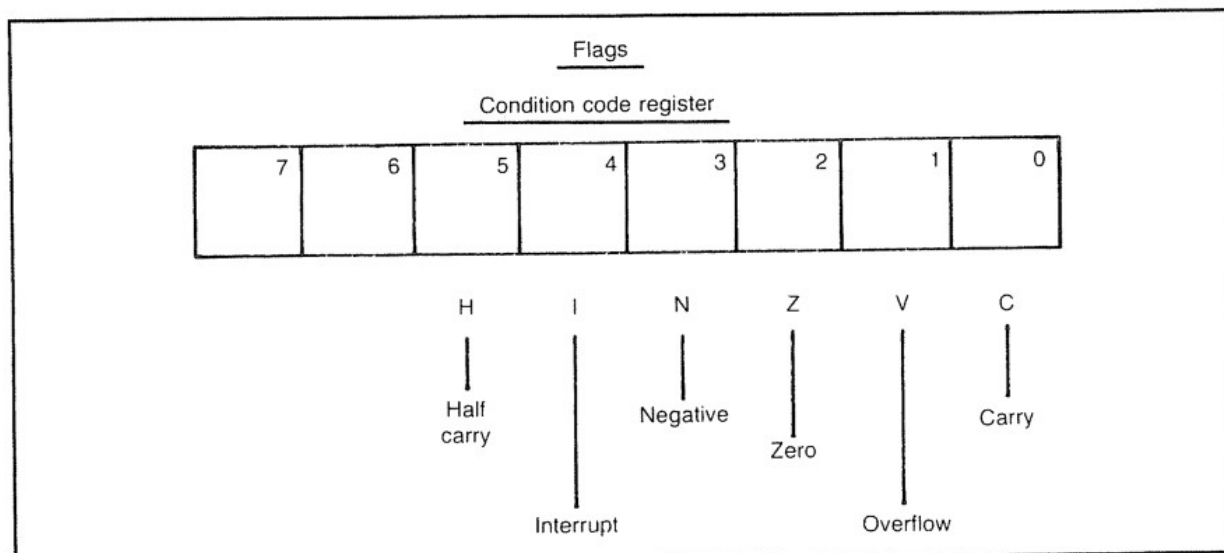 Flags
Condition code register
7 6 5 4 3 2 1 0
H I N Z V C
Half
carry
Interrupt
Negative
Zero
Overflow
Carry